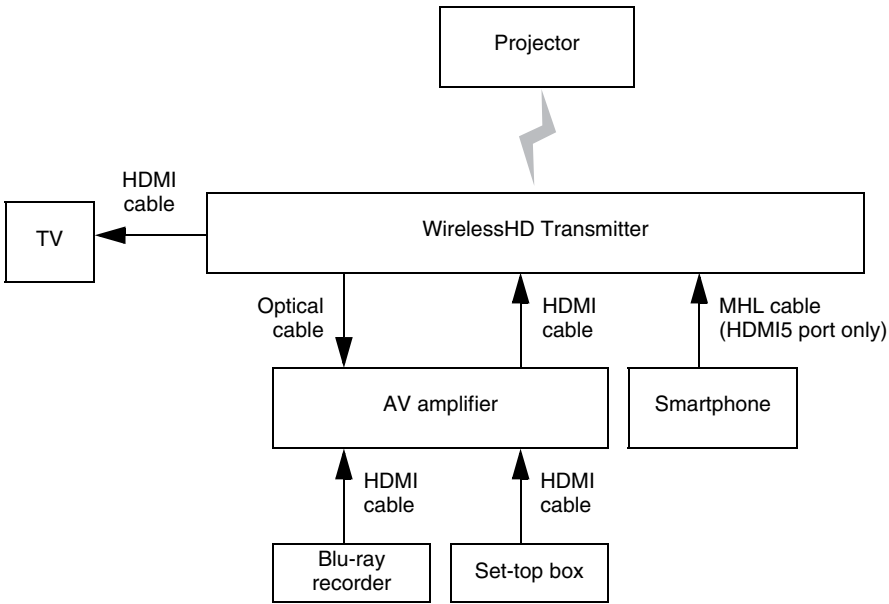 Projector
HDMI
cable
TV
WirelessHD Transmitter
Optical
cable
HDMI
cable
MHL cable
(HDMI5 port only)
AV amplifier
Smartphone
HDMI
cable
HDMI
cable
Blu-ray
recorder
Set-top box